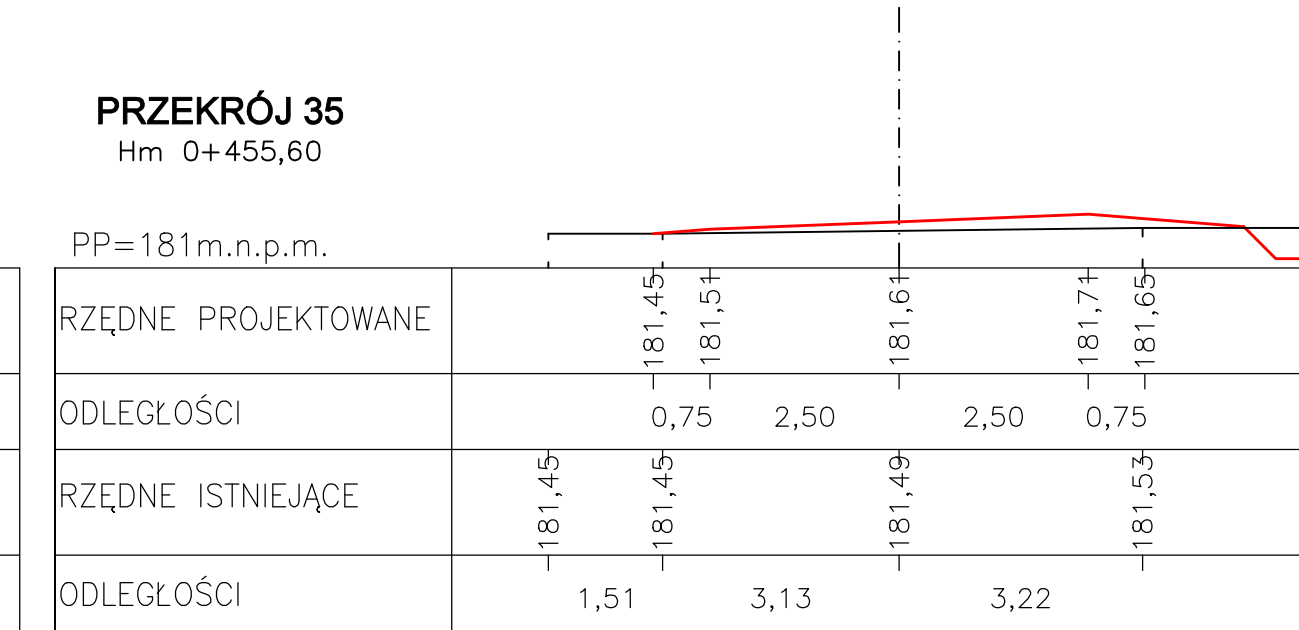 PRZEKRÓJ 35
Hm 0+455,60
PP=181m.n.p.m.
RZĘDNE PROJEKTOWANE 181,45 181,51 181,61 181,71 181,65
ODLEGŁOŚCI 0,75 2,50 2,50 0,75
RZĘDNE ISTNIEJĄCE 181,45 181,45 181,49 181,53
ODLEGŁOŚCI 1,51 3,13 3,22